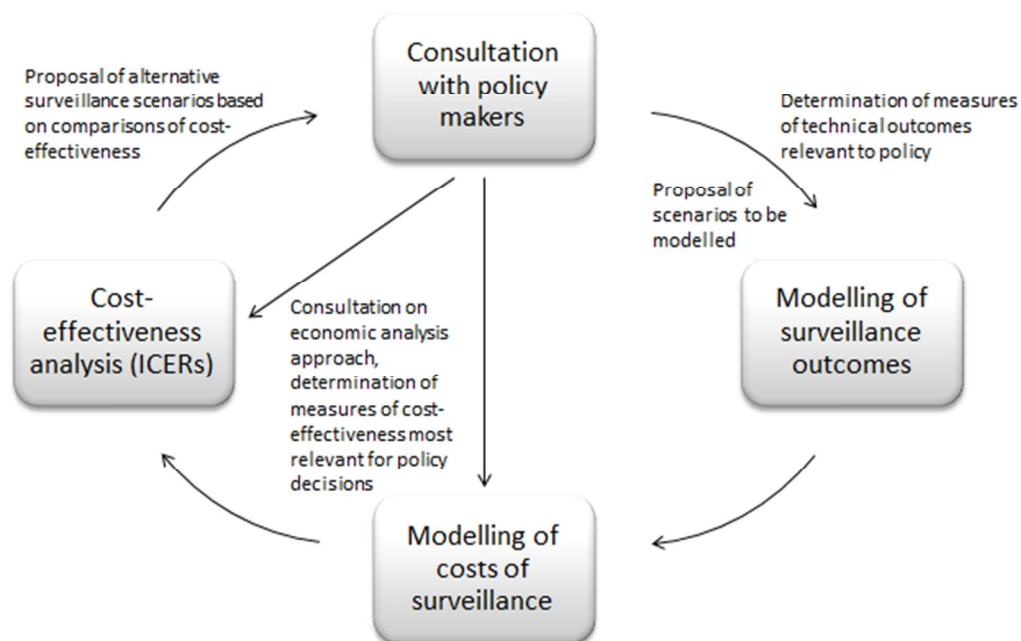 Consultation
with policy
makers
Proposal of alternative
surveillance scenarios based
on comparisons of cost-
effectiveness
Determination of measures
of technical outcomes
relevant to policy
Proposal of
scenarios to be
modelled
Cost-
effectiveness
analysis (ICERs)
Consultation on
economic analysis
approach,
determination of
measures of cost-
effectiveness most
relevant for policy
decisions
Modelling of
surveillance
outcomes
Modelling of
costs of
surveillance